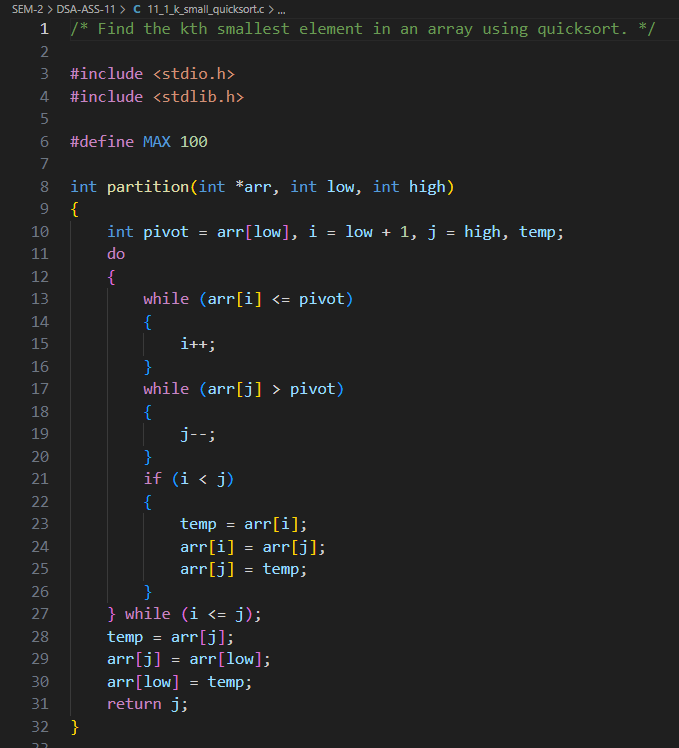 SEM-2 > DSA-ASS-11 > C 11_1_k_small_quicksort.c > ...
1 /* Find the kth smallest element in an array using quicksort. */
2
3 #include <stdio.h>
4 #include <stdlib.h>
5
6 #define MAX 100
7
8 int partition(int *arr, int low, int high)
9 {
10     int pivot = arr[low], i = low + 1, j = high, temp;
11     do
12     {
13         while (arr[i] <= pivot)
14         {
15             i++;
16         }
17         while (arr[j] > pivot)
18         {
19             j--;
20         }
21         if (i < j)
22         {
23             temp = arr[i];
24             arr[i] = arr[j];
25             arr[j] = temp;
26         }
27     } while (i <= j);
28     temp = arr[j];
29     arr[j] = arr[low];
30     arr[low] = temp;
31     return j;
32 }
33